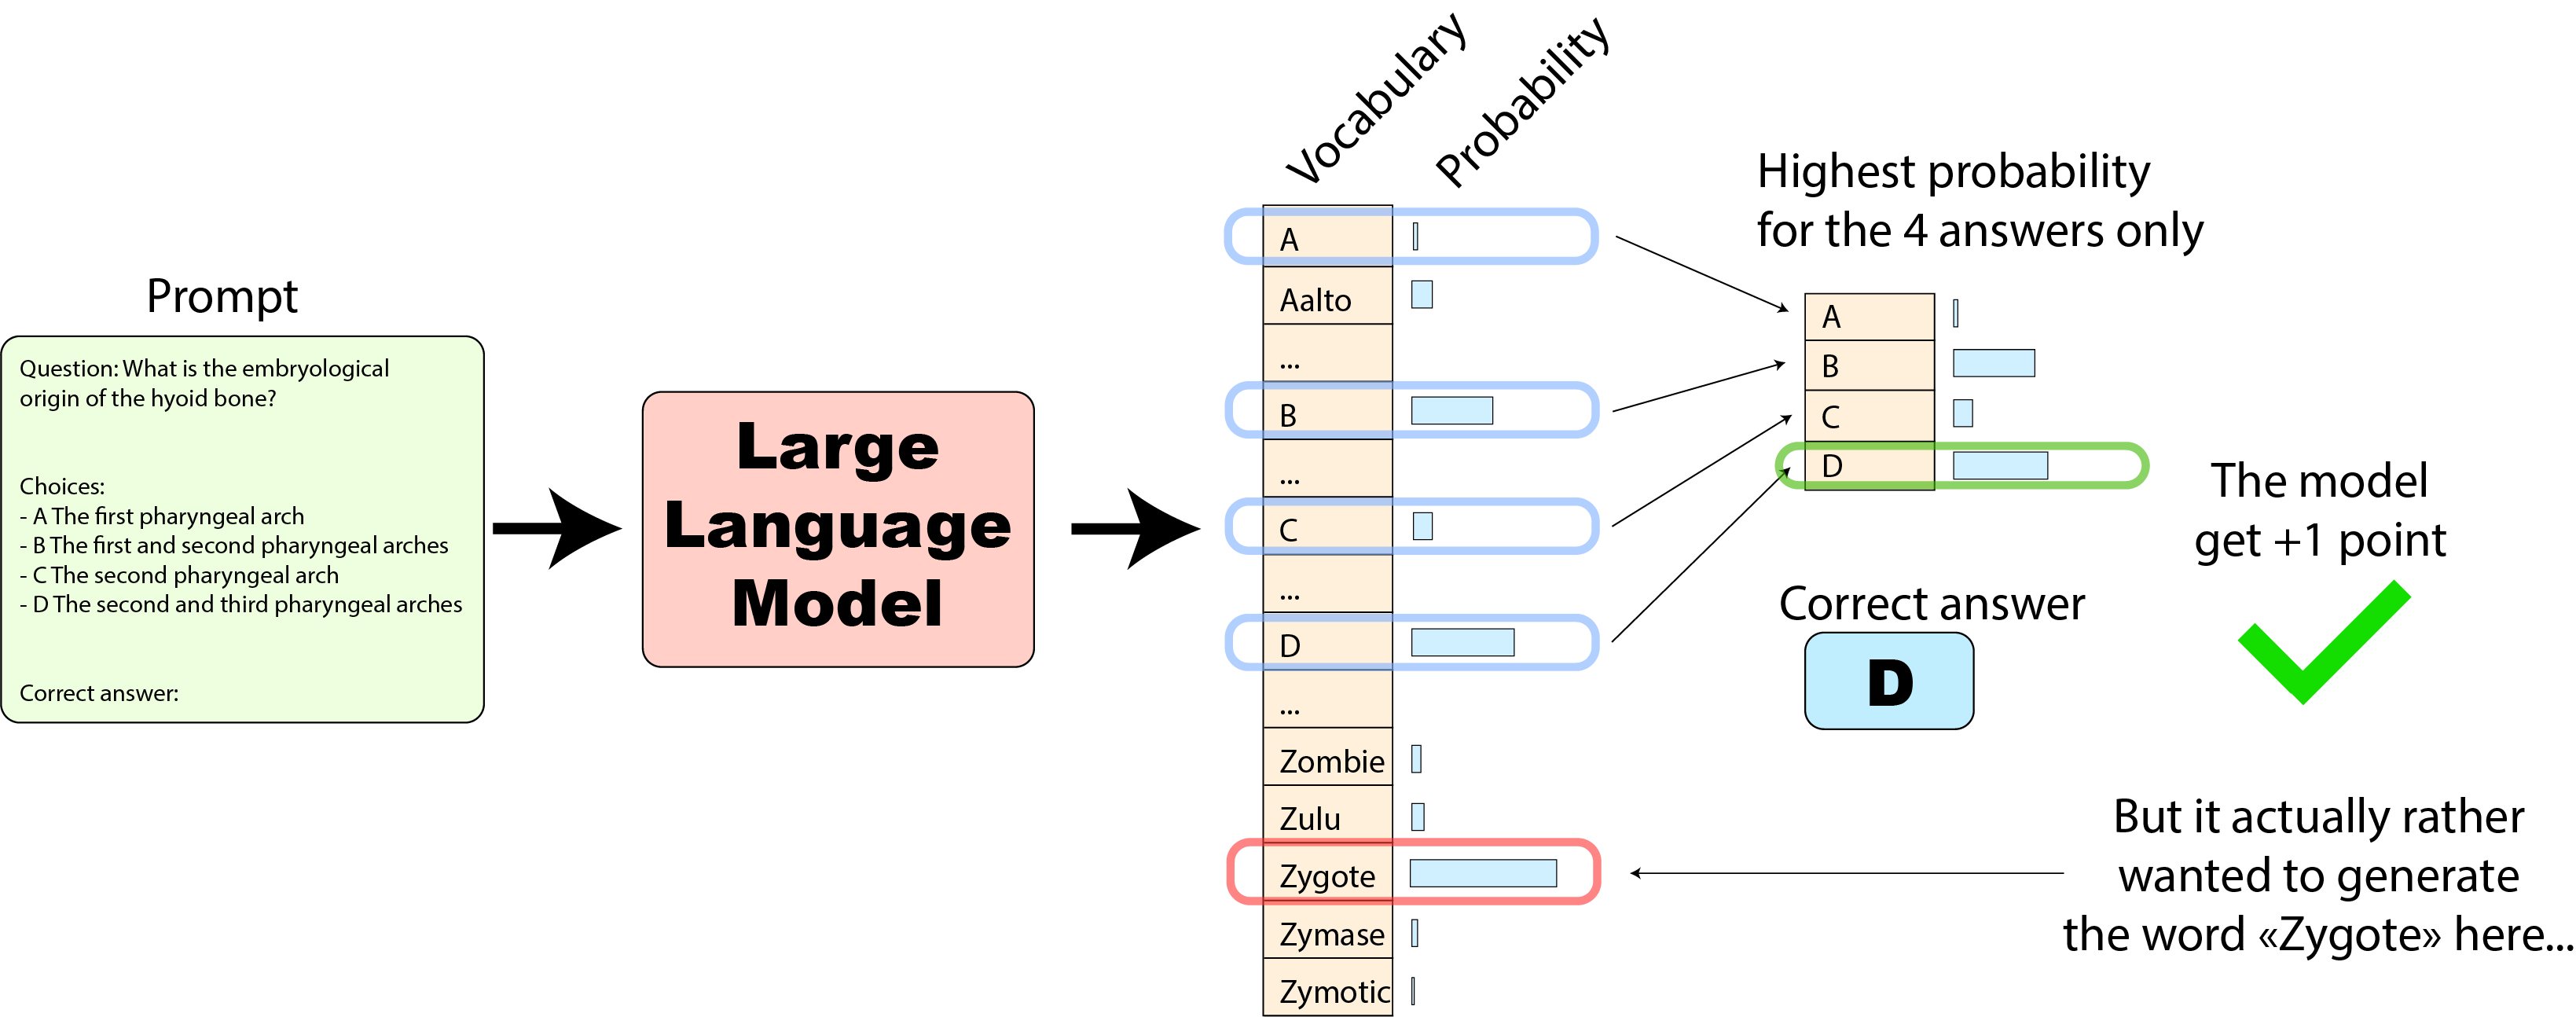 Prompt
Question: What is the embryological
origin of the hyoid bone?
Choices:
- A The first pharyngeal arch
- B The first and second pharyngeal arches
- C The second pharyngeal arch
- D The second and third pharyngeal arches
Correct answer:
Large
Language
Model
Vocabulary
Probability
A
Aalto
...
B
...
C
...
D
...
Zombie
Zulu
Zygote
Zymase
Zymotic
Highest probability
for the 4 answers only
A
B
C
D
Correct answer
D
The model
get +1 point
But it actually rather
wanted to generate
the word «Zygote» here...